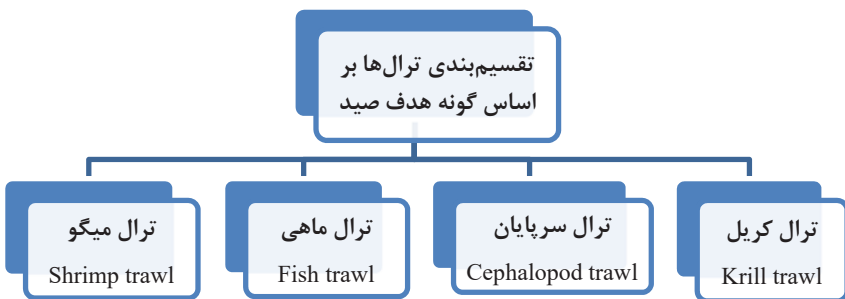 تقسیم‌بندی ترال‌ها بر
اساس گونه هدف صید
ترال کریل
Krill trawl
ترال سرپایان
Cephalopod trawl
ترال ماهی
Fish trawl
ترال میگو
Shrimp trawl